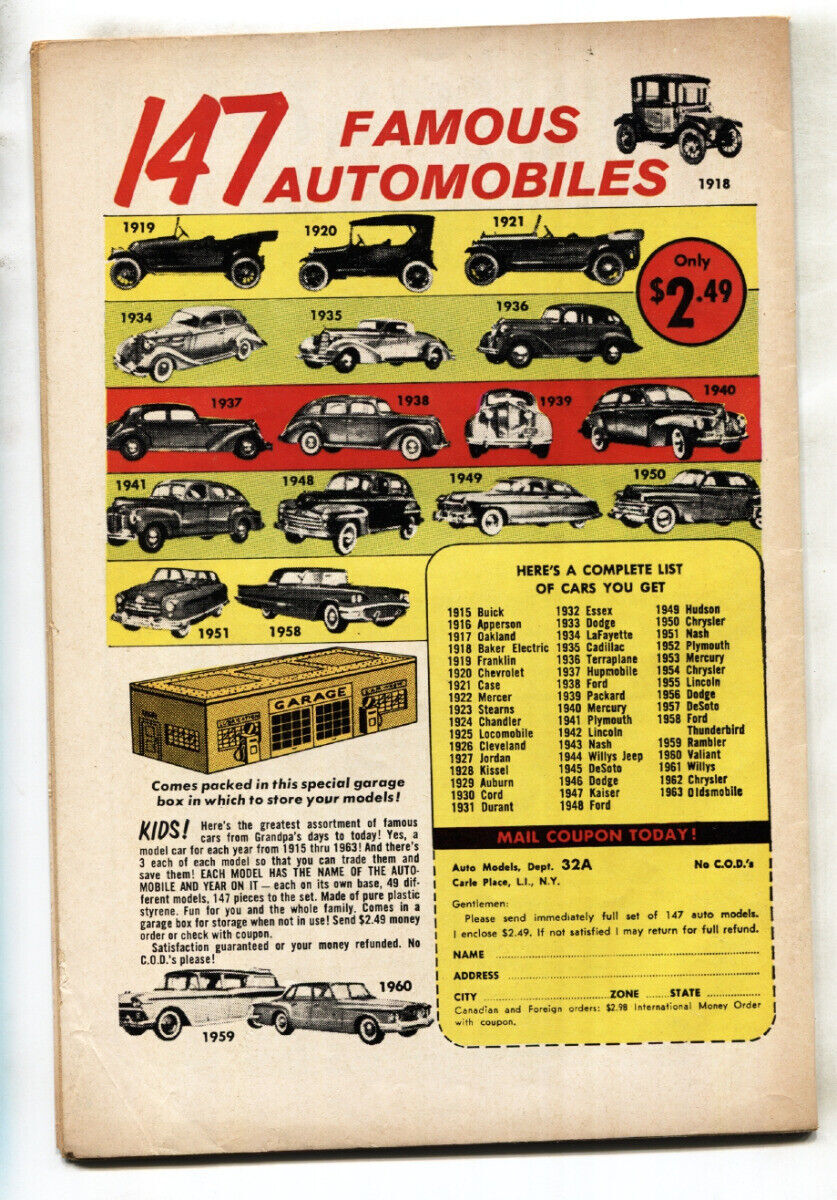 147 FAMOUS
AUTOMOBILES
1918
1919
1920
1921
Only
$2.49
1934
1935
1936
1937
1938
1939
1940
1941
1948
1949
1950
1951
1958
GARAGE
Comes packed in this special garage
box in which to store your models!
KIDS! Here's the greatest assortment of famous
cars from Grandpa's days to today! Yes, a
model car for each year from 1915 thru 1963! And there's
3 each of each model so that you can trade them and
save them! EACH MODEL HAS THE NAME OF THE AUTO-
MOBILE AND YEAR ON IT — each on its own base, 49 dif-
ferent models, 147 pieces to the set. Made of pure plastic
styrene. Fun for you and the whole family. Comes in a
garage box for storage when not in use! Send $2.49 money
order or check with coupon.
Satisfaction guaranteed or your money refunded. No
C.O.D.'s please!
1959
1960
HERE'S A COMPLETE LIST
OF CARS YOU GET
1915 Buick
1916 Apperson
1917 Oakland
1918 Baker Electric
1919 Franklin
1920 Chevrolet
1921 Case
1922 Mercer
1923 Stearns
1924 Chandler
1925 Locomobile
1926 Cleveland
1927 Jordan
1928 Kissel
1929 Auburn
1930 Cord
1931 Durant
1932 Essex
1933 Dodge
1934 LaFayette
1935 Cadillac
1936 Terraplane
1937 Hupmobile
1938 Ford
1939 Packard
1940 Mercury
1941 Plymouth
1942 Lincoln
1943 Nash
1944 Willys Jeep
1945 DeSoto
1946 Dodge
1947 Kaiser
1948 Ford
1949 Hudson
1950 Chrysler
1951 Nash
1952 Plymouth
1953 Mercury
1954 Chrysler
1955 Lincoln
1956 Dodge
1957 DeSoto
1958 Ford
Thunderbird
1959 Rambler
1960 Valiant
1961 Willys
1962 Chrysler
1963 Oldsmobile
MAIL COUPON TODAY!
Auto Models, Dept. 32A No C.O.D.'s
Carle Place, L.I., N.Y.
Gentlemen:
Please send immediately full set of 147 auto models.
I enclose $2.49. If not satisfied I may return for full refund.
NAME
ADDRESS
CITY ZONE STATE
Canadian and Foreign orders: $2.98 International Money Order
with coupon.